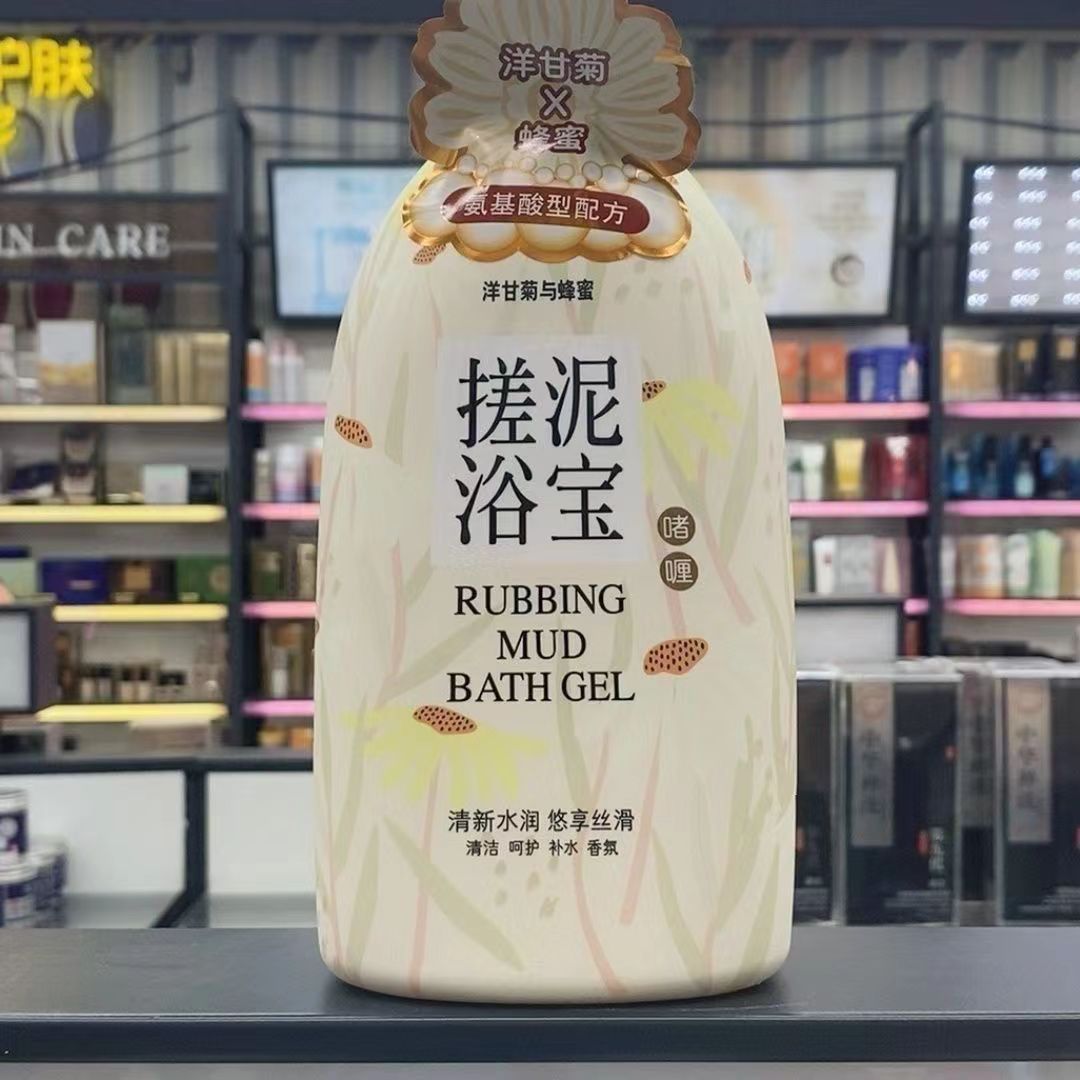 护肤
IN CARE
洋甘菊
X
蜂蜜
氨基酸型配方
洋甘菊与蜂蜜
搓泥
浴宝
啫
喱
RUBBING
MUD
BATH GEL
清新水润 悠享丝滑
清洁 呵护 补水 香氛